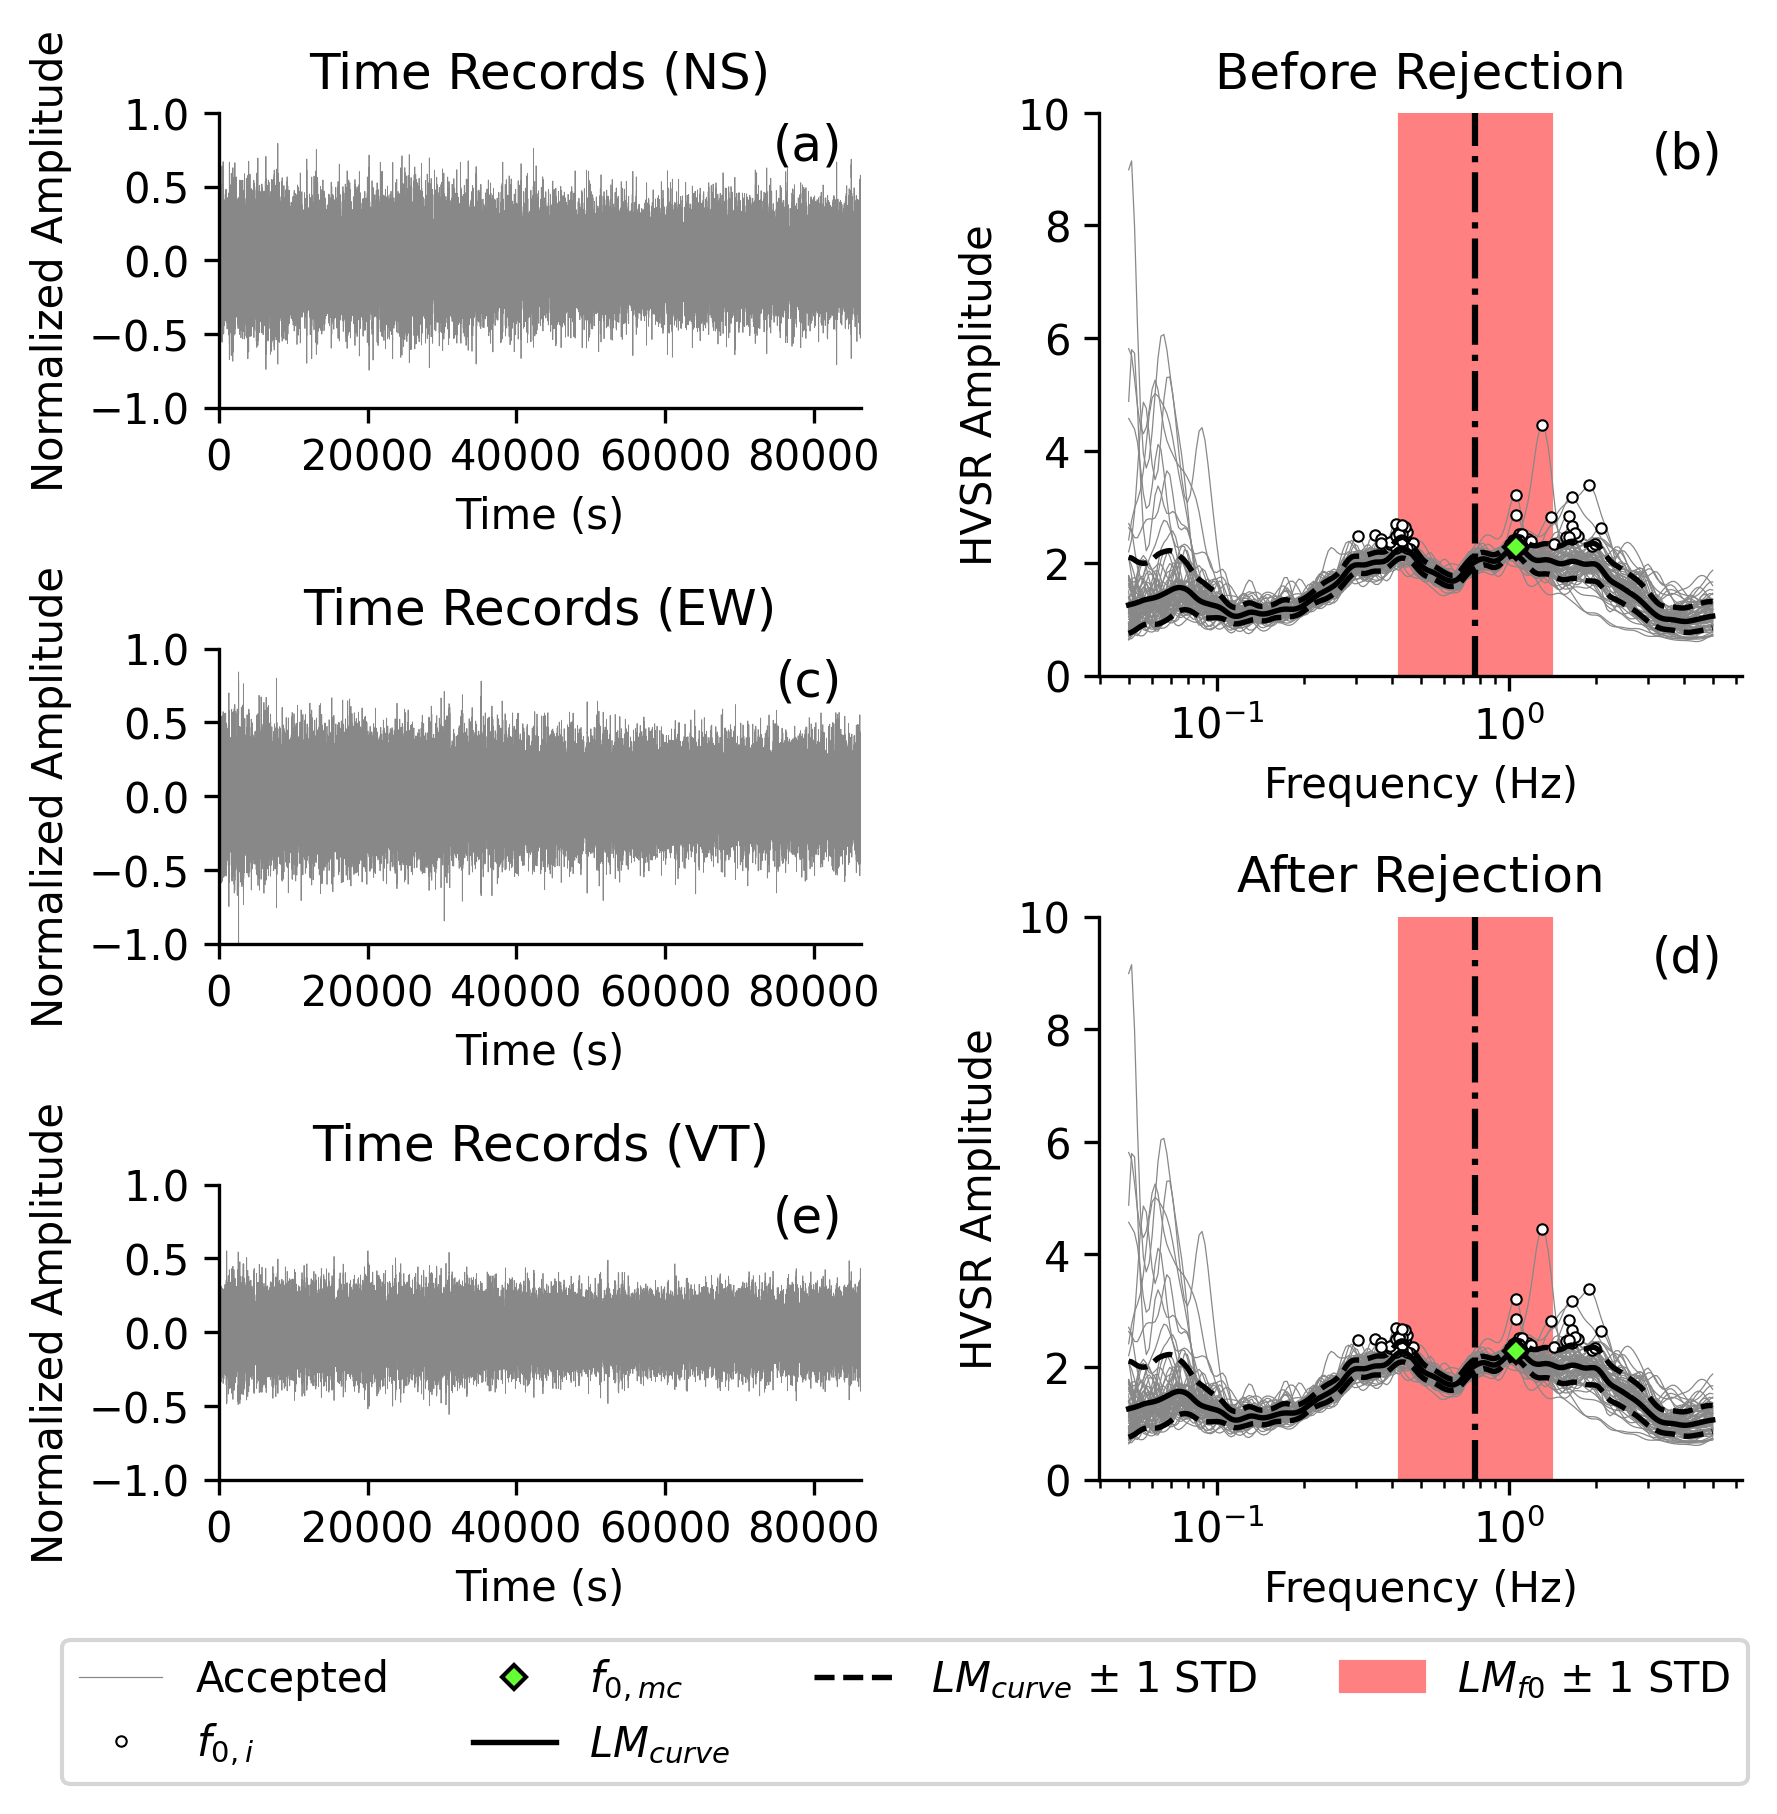 Time Records (NS)
(a)
Normalized Amplitude
1.0
0.5
0.0
−0.5
−1.0
0 20000 40000 60000 80000
Time (s)
Before Rejection
(b)
HVSR Amplitude
10
8
6
4
2
0
10⁻¹ 10⁰
Frequency (Hz)
Time Records (EW)
(c)
Normalized Amplitude
1.0
0.5
0.0
−0.5
−1.0
0 20000 40000 60000 80000
Time (s)
After Rejection
(d)
HVSR Amplitude
10
8
6
4
2
0
10⁻¹ 10⁰
Frequency (Hz)
Time Records (VT)
(e)
Normalized Amplitude
1.0
0.5
0.0
−0.5
−1.0
0 20000 40000 60000 80000
Time (s)
Accepted f0,mc LMcurve ± 1 STD LMf0 ± 1 STD
f0,i LMcurve